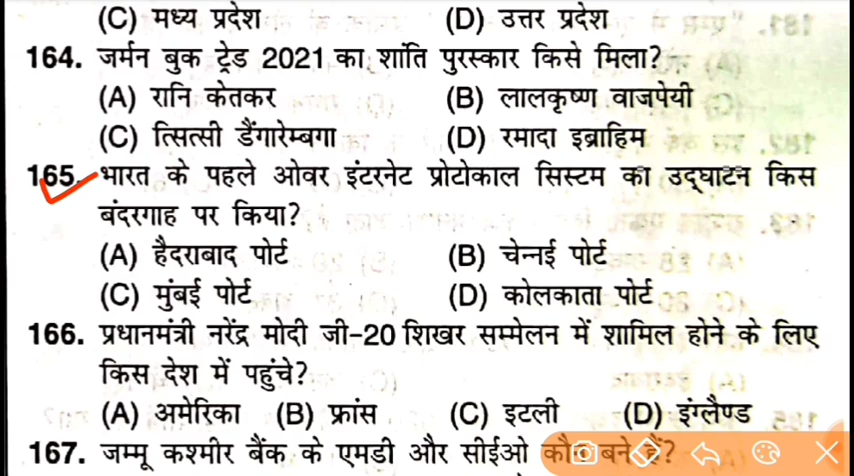 (C) मध्य प्रदेश (D) उत्तर प्रदेश
164. जर्मन बुक ट्रेड 2021 का शांति पुरस्कार किसे मिला?
(A) रानि केतकर (B) लालकृष्ण वाजपेयी
(C) त्सित्सी डैंगारेम्बगा (D) रमादा इब्राहिम
165. भारत के पहले ओवर इंटरनेट प्रोटोकाल सिस्टम का उद्घाटन किस
बंदरगाह पर किया?
(A) हैदराबाद पोर्ट (B) चेन्नई पोर्ट
(C) मुंबई पोर्ट (D) कोलकाता पोर्ट
166. प्रधानमंत्री नरेंद्र मोदी जी-20 शिखर सम्मेलन में शामिल होने के लिए
किस देश में पहुंचे?
(A) अमेरिका (B) फ्रांस (C) इटली (D) इंग्लैण्ड
167. जम्मू कश्मीर बैंक के एमडी और सीईओ कौन बने हैं?